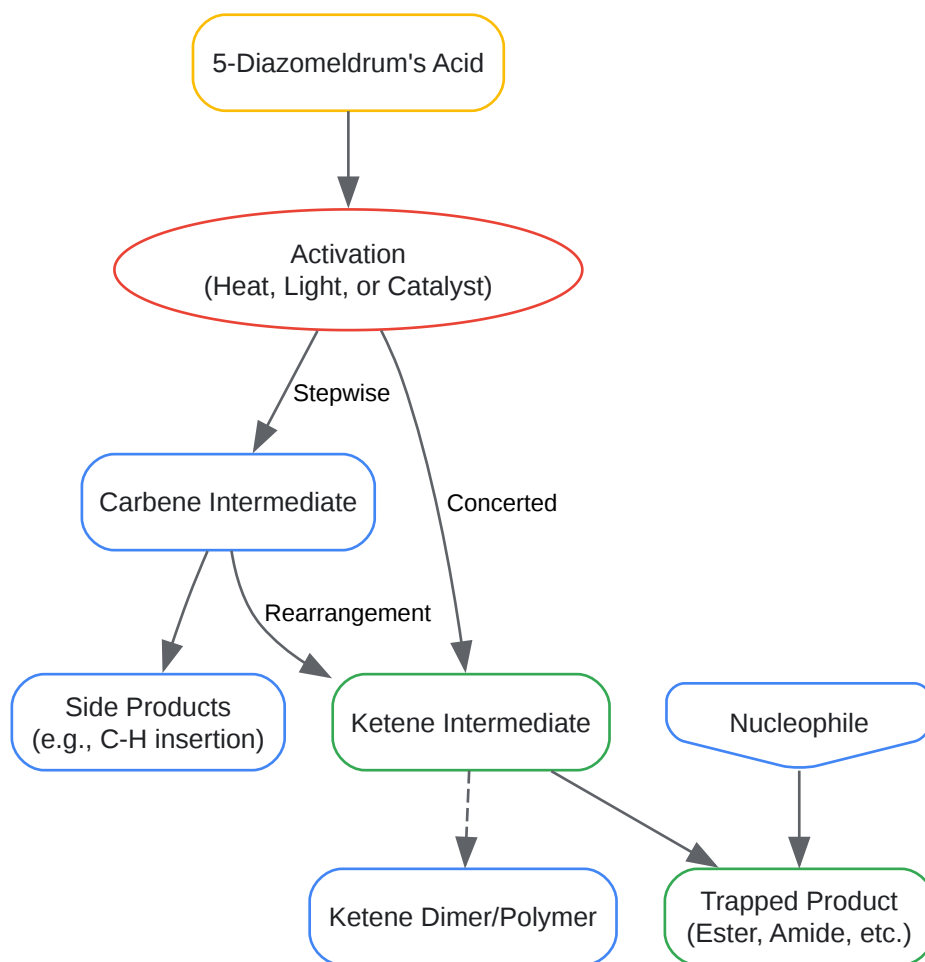 5-Diazomeldrum's Acid
Activation
(Heat, Light, or Catalyst)
Stepwise
Carbene Intermediate
Concerted
Rearrangement
Side Products
(e.g., C-H insertion)
Ketene Intermediate
Nucleophile
Ketene Dimer/Polymer
Trapped Product
(Ester, Amide, etc.)